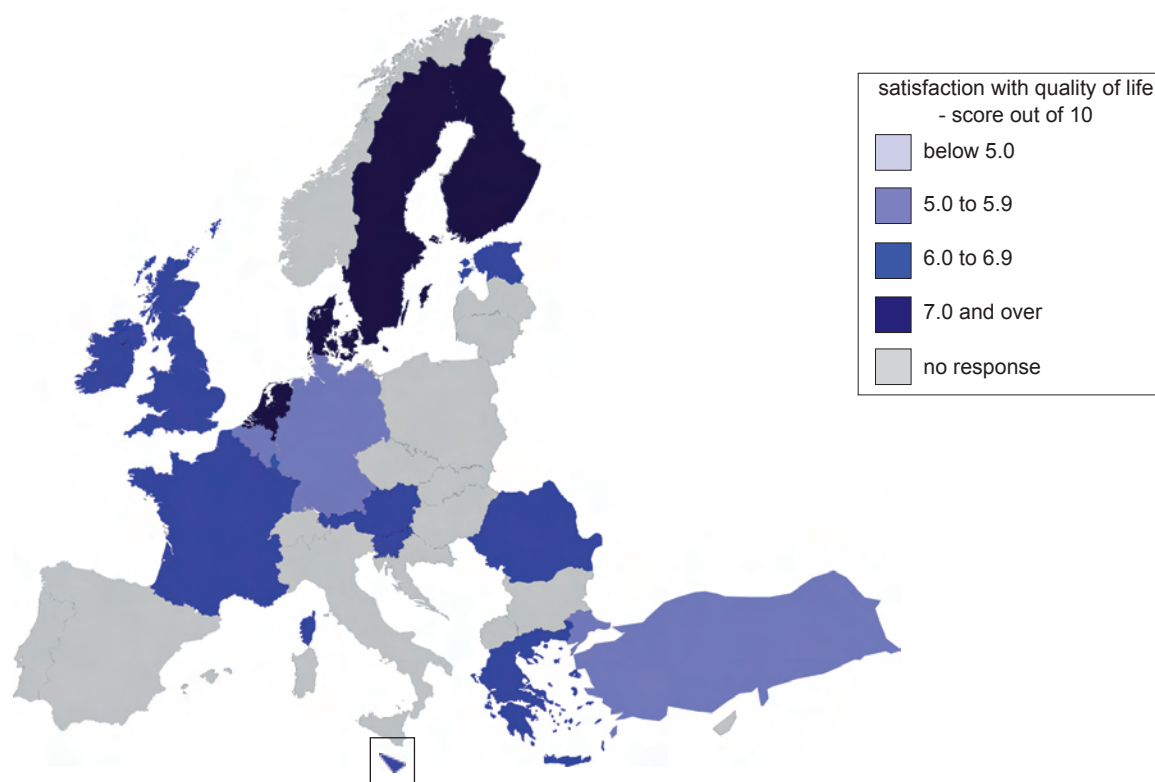 satisfaction with quality of life
- score out of 10
below 5.0
5.0 to 5.9
6.0 to 6.9
7.0 and over
no response